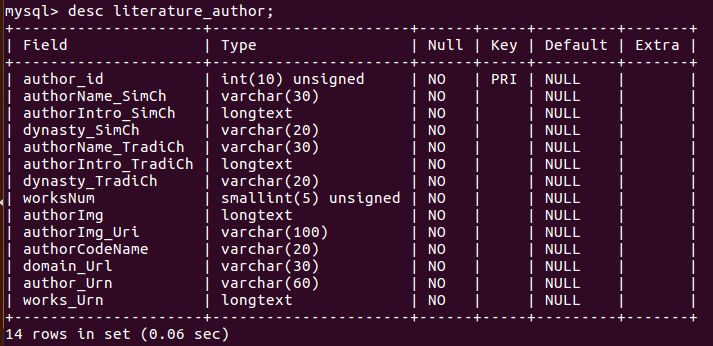 mysql> desc literature_author;
+--------------------+----------------------+------+-----+---------+-------+
| Field              | Type                 | Null | Key | Default | Extra |
+--------------------+----------------------+------+-----+---------+-------+
| author_id          | int(10) unsigned     | NO   | PRI | NULL    |       |
| authorName_SimCh   | varchar(30)          | NO   |     | NULL    |       |
| authorIntro_SimCh  | longtext             | NO   |     | NULL    |       |
| dynasty_SimCh      | varchar(20)          | NO   |     | NULL    |       |
| authorName_TradiCh | varchar(30)          | NO   |     | NULL    |       |
| authorIntro_TradiCh | longtext             | NO   |     | NULL    |       |
| dynasty_TradiCh    | varchar(20)          | NO   |     | NULL    |       |
| worksNum           | smallint(5) unsigned | NO   |     | NULL    |       |
| authorImg          | longtext             | NO   |     | NULL    |       |
| authorImg_Uri      | varchar(100)         | NO   |     | NULL    |       |
| authorCodeName     | varchar(20)          | NO   |     | NULL    |       |
| domain_Url         | varchar(30)          | NO   |     | NULL    |       |
| author_Urn         | varchar(60)          | NO   |     | NULL    |       |
| works_Urn          | longtext             | NO   |     | NULL    |       |
+--------------------+----------------------+------+-----+---------+-------+
14 rows in set (0.06 sec)